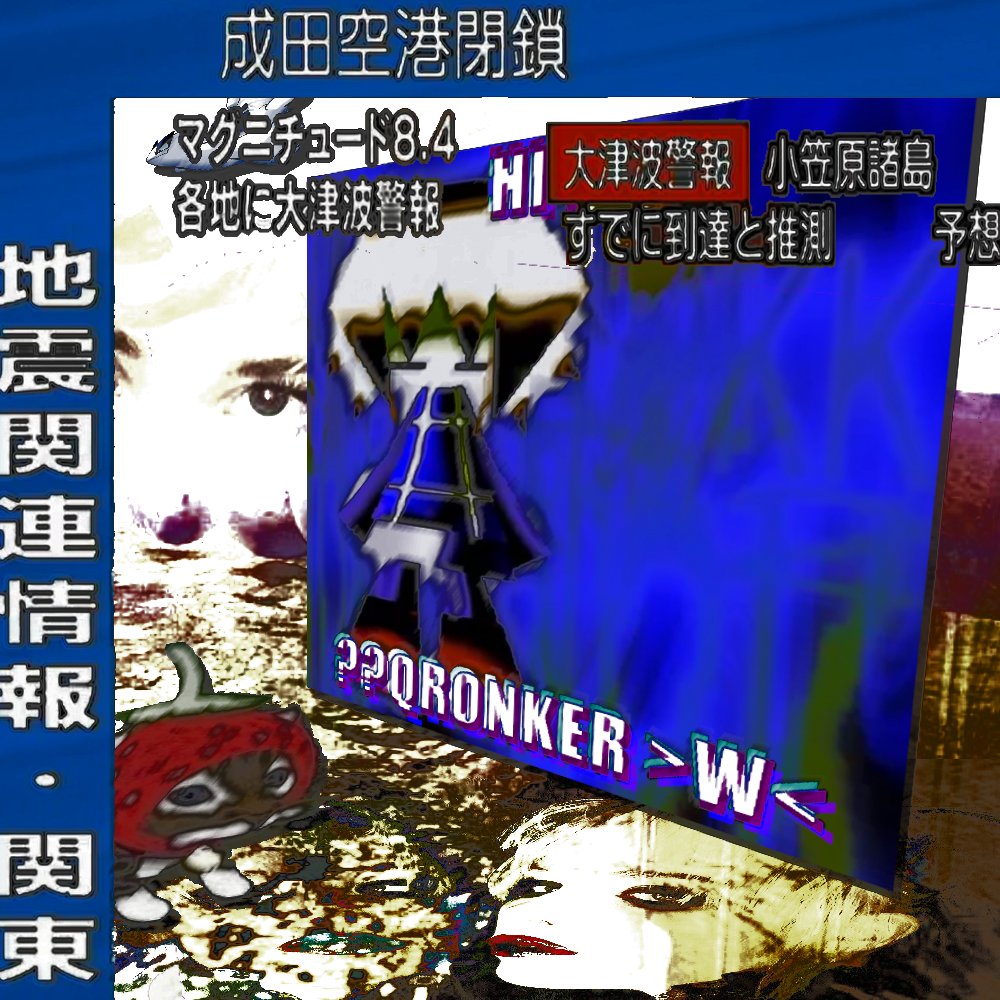 成田空港閉鎖
マグニチュード8.4
各地に大津波警報
HI
大津波警報 小笠原諸島
すでに到達と推測 予想
地震関連情報・関東
??QRONKER >W<